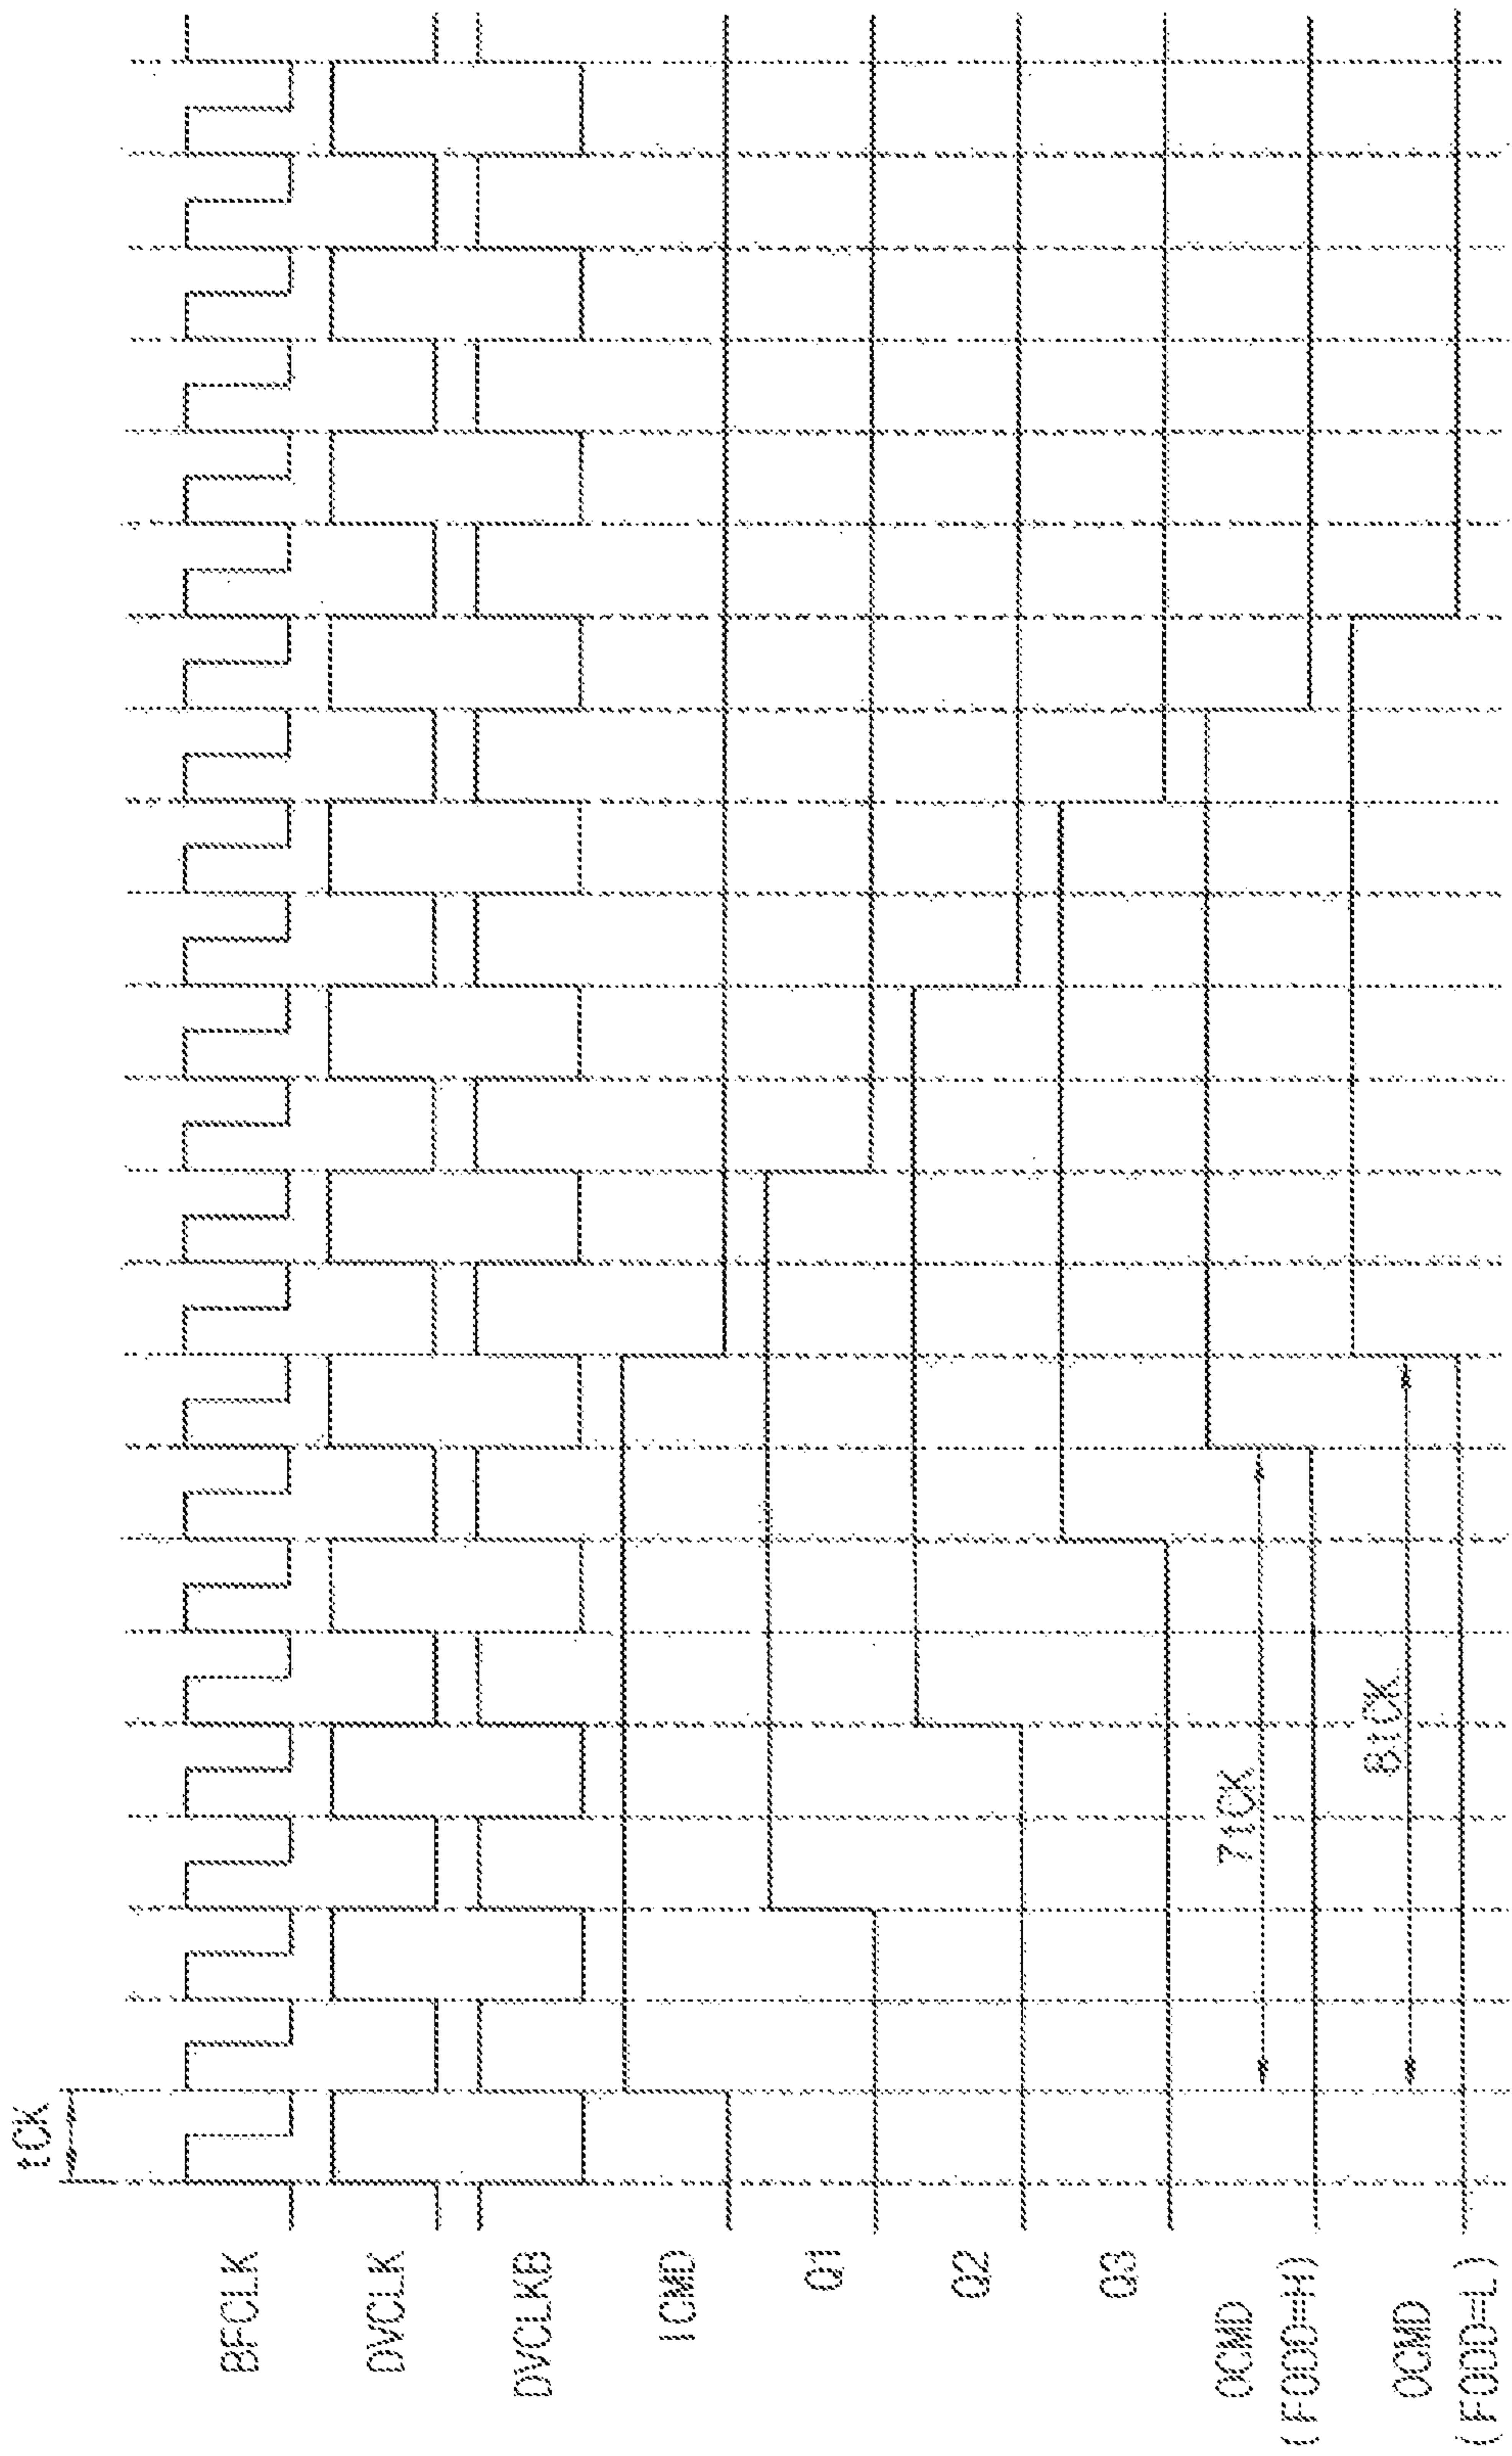 tCK
BFCLK
DVCLK
DVCLKB
ICMD
Q1
Q2
Q3
OCMD
(FODD=H)
7tCK
OCMD
(FODD=L)
8tCK